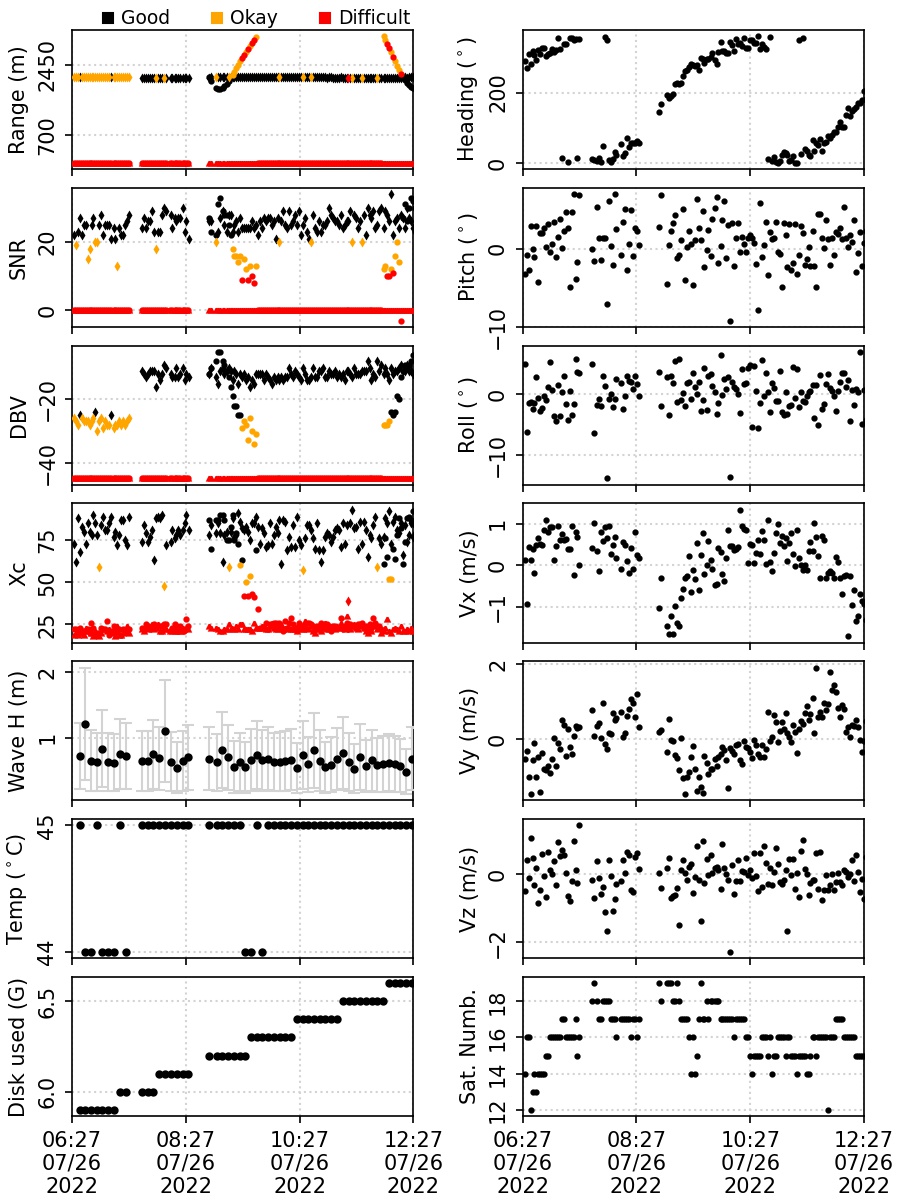 Good Okay Difficult
Range (m)
2450
700
Heading (°)
200
0
SNR
20
0
Pitch (°)
0
−10
DBV
−20
−40
Roll (°)
0
−10
Xc
75
50
25
Vx (m/s)
1
0
−1
Wave H (m)
2
1
Vy (m/s)
2
0
Temp (°C)
45
44
Vz (m/s)
0
−2
Disk used (G)
6.5
6.0
Sat. Numb.
18
16
14
12
06:27 08:27 10:27 12:27
07/26 07/26 07/26 07/26
2022 2022 2022 2022
06:27 08:27 10:27 12:27
07/26 07/26 07/26 07/26
2022 2022 2022 2022